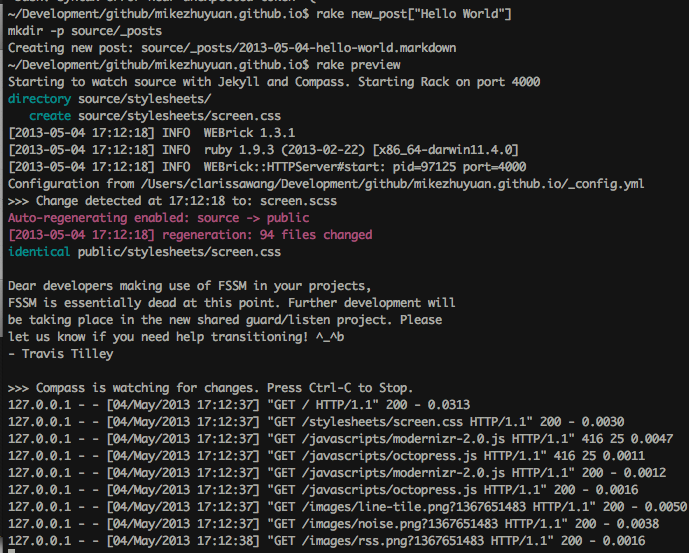 ~/Development/github/mikezhuyuan.github.io$ rake new_post["Hello World"]
mkdir -p source/_posts
Creating new post: source/_posts/2013-05-04-hello-world.markdown
~/Development/github/mikezhuyuan.github.io$ rake preview
Starting to watch source with Jekyll and Compass. Starting Rack on port 4000
directory source/stylesheets/
create source/stylesheets/screen.css
[2013-05-04 17:12:18] INFO  WEBrick 1.3.1
[2013-05-04 17:12:18] INFO  ruby 1.9.3 (2013-02-22) [x86_64-darwin11.4.0]
[2013-05-04 17:12:18] INFO  WEBrick::HTTPServer#start: pid=97125 port=4000
Configuration from /Users/clarissawang/Development/github/mikezhuyuan.github.io/_config.yml
>>> Change detected at 17:12:18 to: screen.scss
Auto-regenerating enabled: source -> public
[2013-05-04 17:12:18] regeneration: 94 files changed
identical public/stylesheets/screen.css
Dear developers making use of FSSM in your projects,
FSSM is essentially dead at this point. Further development will
be taking place in the new shared guard/listen project. Please
let us know if you need help transitioning! ^_^b
- Travis Tilley
>>> Compass is watching for changes. Press Ctrl-C to Stop.
127.0.0.1 - - [04/May/2013 17:12:37] "GET / HTTP/1.1" 200 - 0.0313
127.0.0.1 - - [04/May/2013 17:12:37] "GET /stylesheets/screen.css HTTP/1.1" 200 - 0.0030
127.0.0.1 - - [04/May/2013 17:12:37] "GET /javascripts/modernizr-2.0.js HTTP/1.1" 416 25 0.0047
127.0.0.1 - - [04/May/2013 17:12:37] "GET /javascripts/octopress.js HTTP/1.1" 416 25 0.0011
127.0.0.1 - - [04/May/2013 17:12:37] "GET /javascripts/modernizr-2.0.js HTTP/1.1" 200 - 0.0012
127.0.0.1 - - [04/May/2013 17:12:37] "GET /javascripts/octopress.js HTTP/1.1" 200 - 0.0016
127.0.0.1 - - [04/May/2013 17:12:37] "GET /images/line-tile.png?1367651483 HTTP/1.1" 200 - 0.0050
127.0.0.1 - - [04/May/2013 17:12:37] "GET /images/noise.png?1367651483 HTTP/1.1" 200 - 0.0038
127.0.0.1 - - [04/May/2013 17:12:38] "GET /images/rss.png?1367651483 HTTP/1.1" 200 - 0.0016